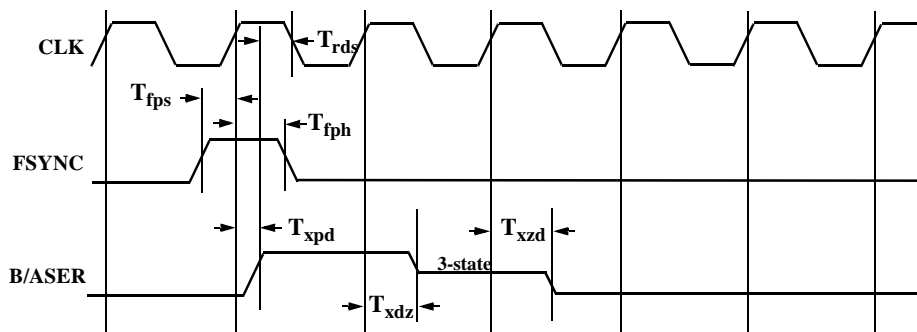 CLK
T_rds
T_fps
T_fph
FSYNC
T_xpd
T_xzd
B/ASER
3-state
T_xdz